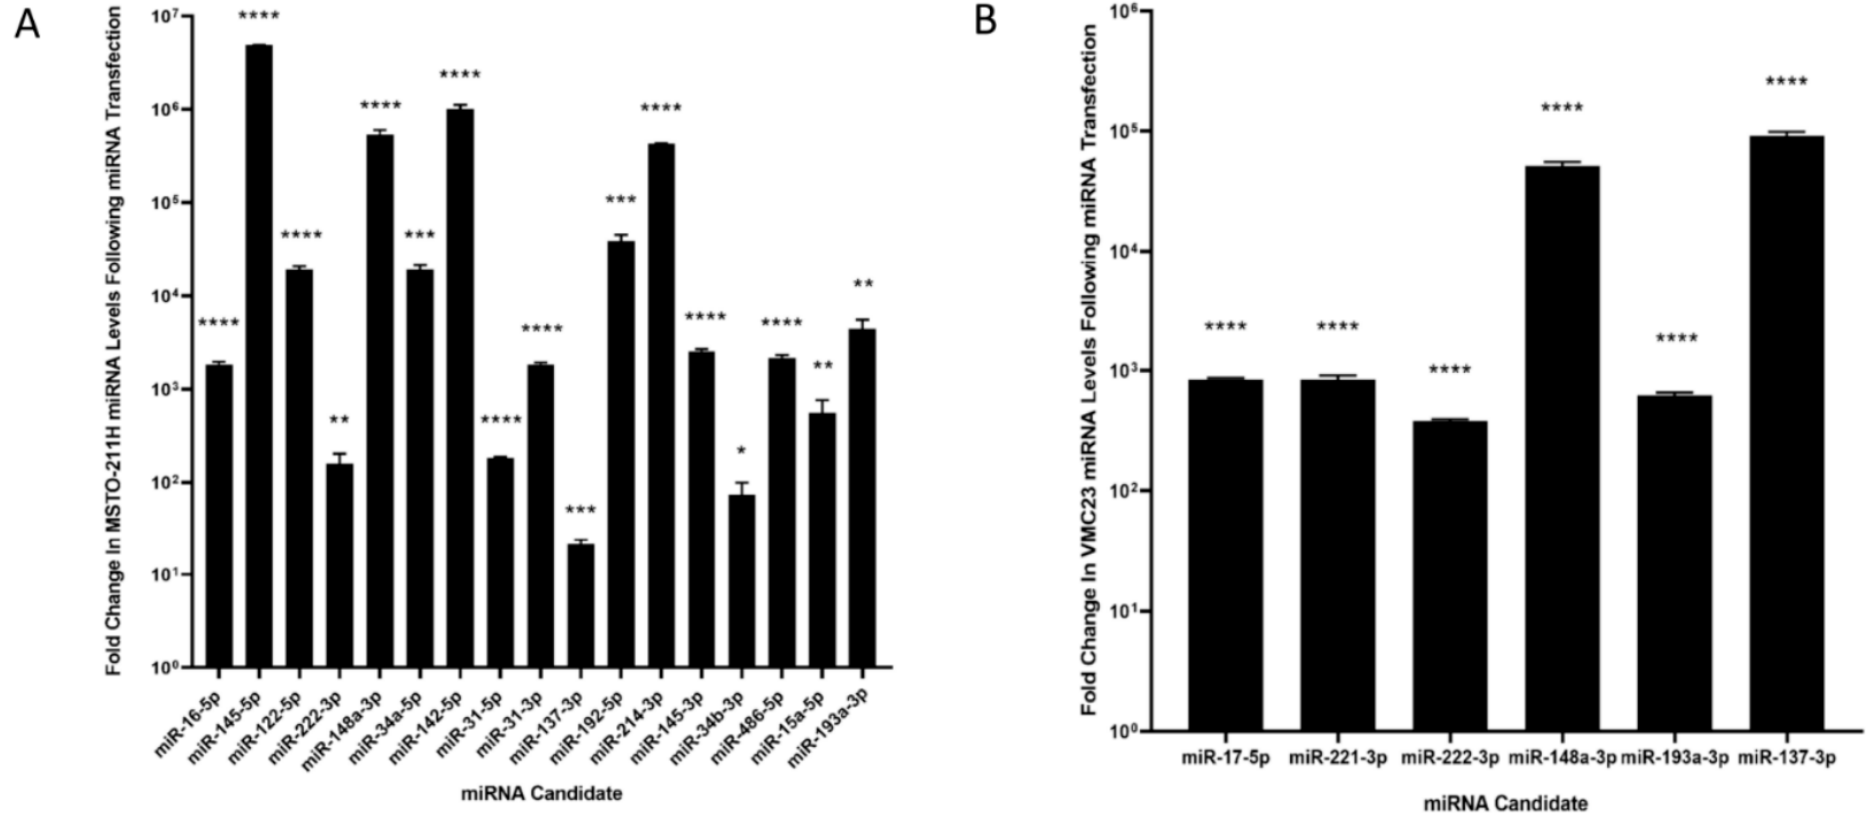 A
Fold Change In MSTO-211H miRNA Levels Following miRNA Transfection
10⁷
10⁶
10⁵
10⁴
10³
10²
10¹
10⁰
****
****
****
**
****
***
****
****
****
***
***
****
****
*
****
**
**
miR-16-5p
miR-145-5p
miR-122-5p
miR-222-3p
miR-148a-3p
miR-34a-5p
miR-142-5p
miR-31-5p
miR-31-3p
miR-137-3p
miR-192-5p
miR-214-3p
miR-145-3p
miR-34b-3p
miR-486-5p
miR-15a-5p
miR-193a-3p
miRNA Candidate
B
Fold Change In VMC23 miRNA Levels Following miRNA Transfection
10⁶
10⁵
10⁴
10³
10²
10¹
10⁰
****
****
****
****
****
****
miR-17-5p
miR-221-3p
miR-222-3p
miR-148a-3p
miR-193a-3p
miR-137-3p
miRNA Candidate